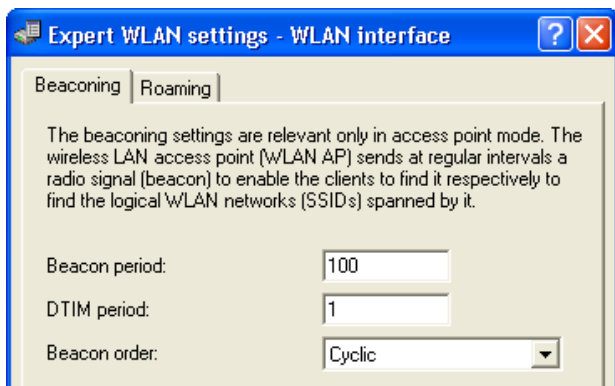 Expert WLAN settings - WLAN interface
Beaconing
Roaming
The beaconing settings are relevant only in access point mode. The
wireless LAN access point (WLAN AP) sends at regular intervals a
radio signal (beacon) to enable the clients to find it respectively to
find the logical WLAN networks (SSIDs) spanned by it.
Beacon period: 100
DTIM period: 1
Beacon order: Cyclic